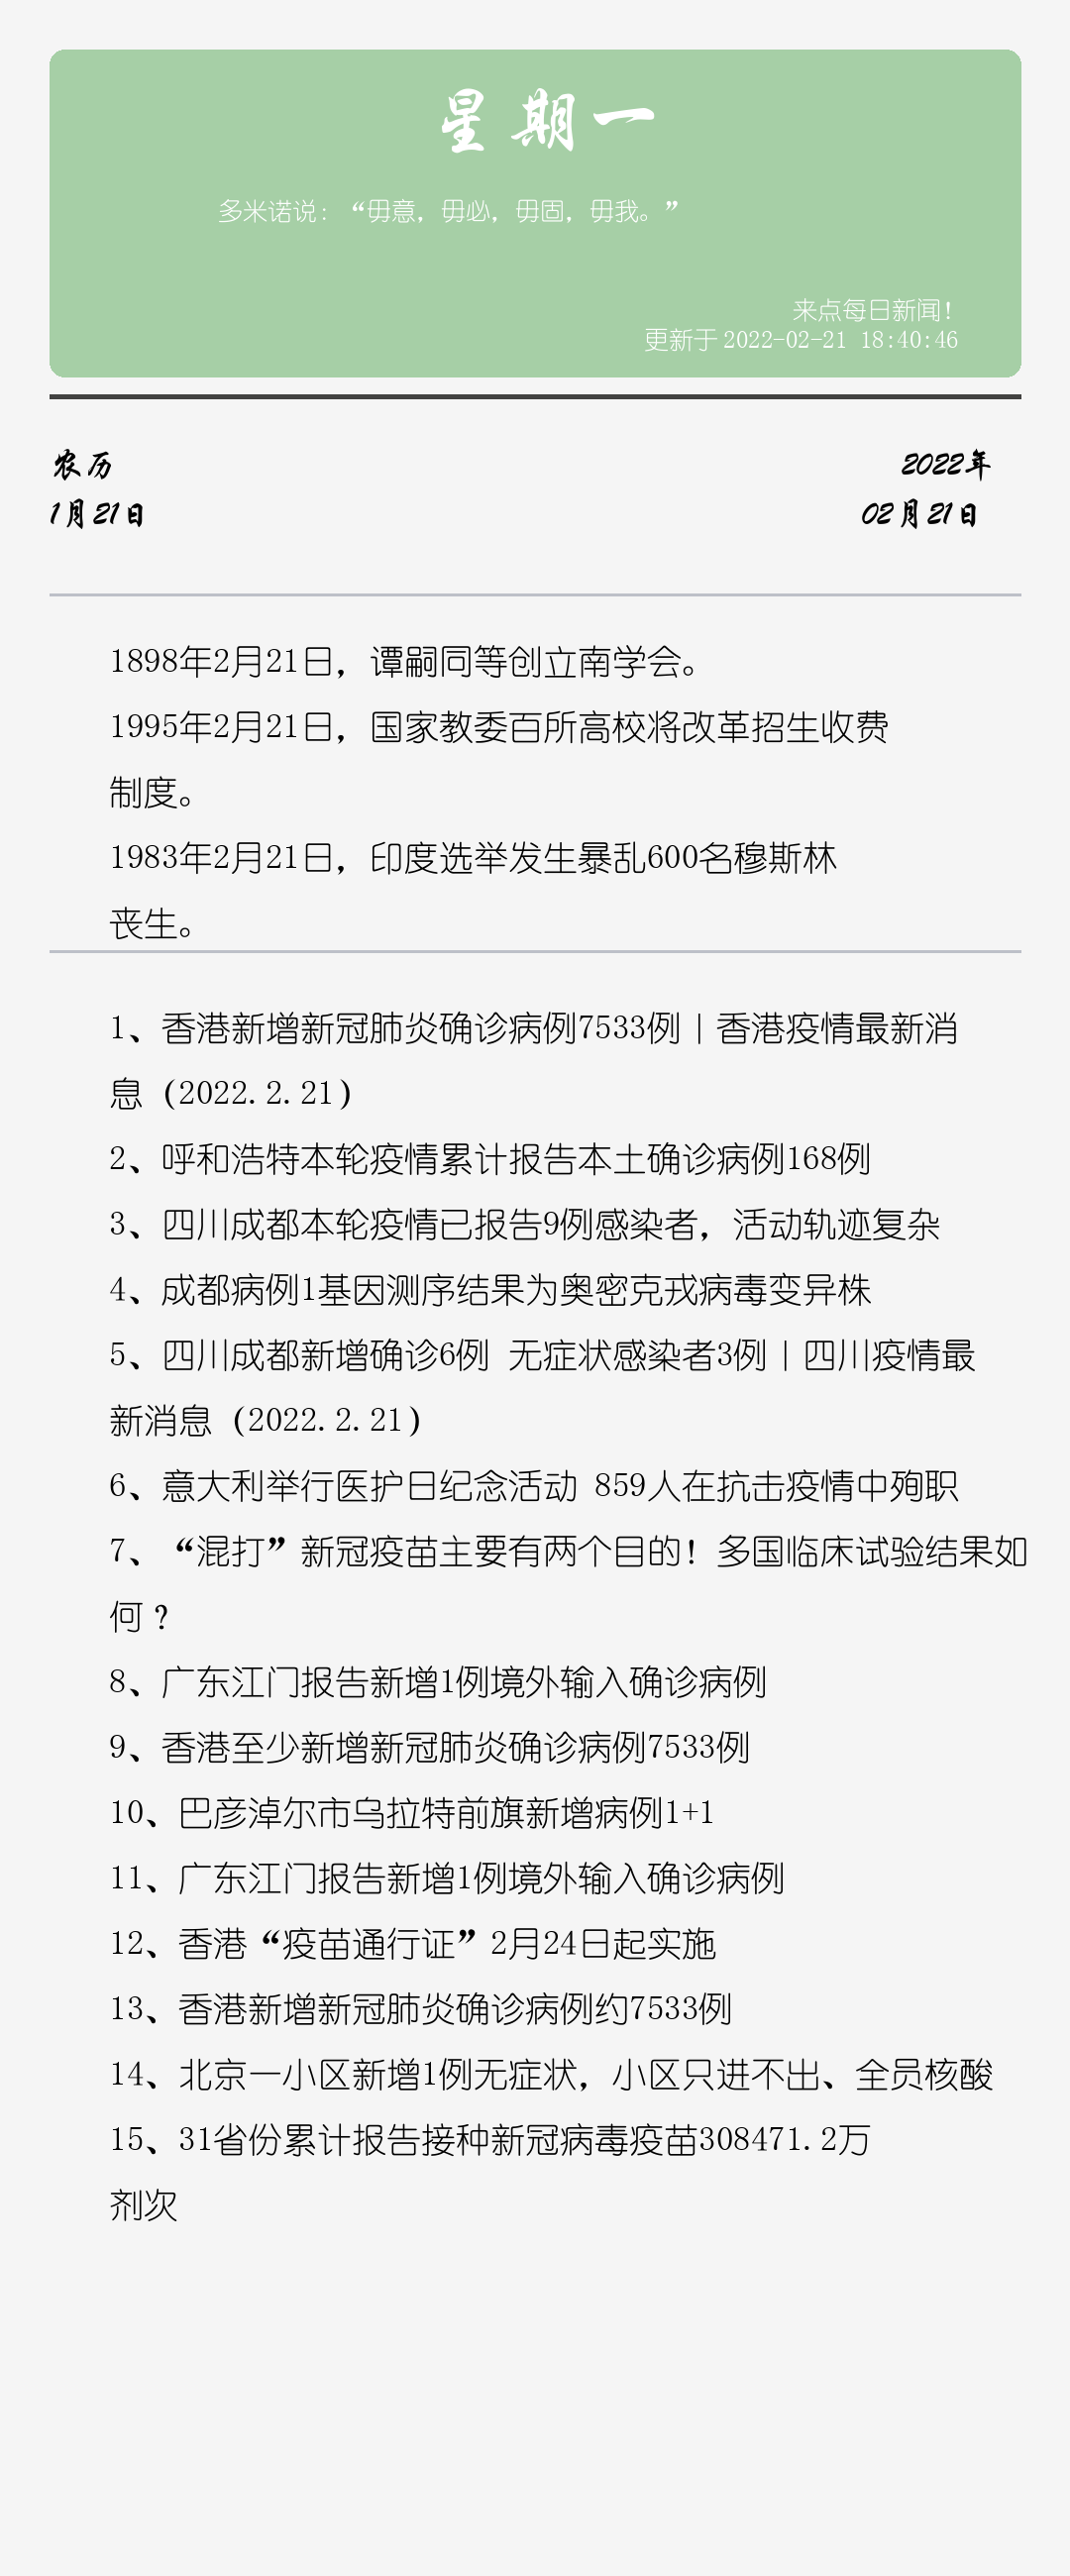 星期一
多米诺说：“毋意，毋必，毋固，毋我。”
来点每日新闻！
更新于 2022-02-21 18:40:46
农历
2022年
1月21日
02月21日
1898年2月21日，谭嗣同等创立南学会。
1995年2月21日，国家教委百所高校将改革招生收费
制度。
1983年2月21日，印度选举发生暴乱600名穆斯林
丧生。
1、香港新增新冠肺炎确诊病例7533例｜香港疫情最新消
息（2022.2.21）
2、呼和浩特本轮疫情累计报告本土确诊病例168例
3、四川成都本轮疫情已报告9例感染者，活动轨迹复杂
4、成都病例1基因测序结果为奥密克戎病毒变异株
5、四川成都新增确诊6例 无症状感染者3例｜四川疫情最
新消息（2022.2.21）
6、意大利举行医护日纪念活动 859人在抗击疫情中殉职
7、“混打”新冠疫苗主要有两个目的！多国临床试验结果如
何？
8、广东江门报告新增1例境外输入确诊病例
9、香港至少新增新冠肺炎确诊病例7533例
10、巴彦淖尔市乌拉特前旗新增病例1+1
11、广东江门报告新增1例境外输入确诊病例
12、香港“疫苗通行证”2月24日起实施
13、香港新增新冠肺炎确诊病例约7533例
14、北京一小区新增1例无症状，小区只进不出、全员核酸
15、31省份累计报告接种新冠病毒疫苗308471.2万
剂次